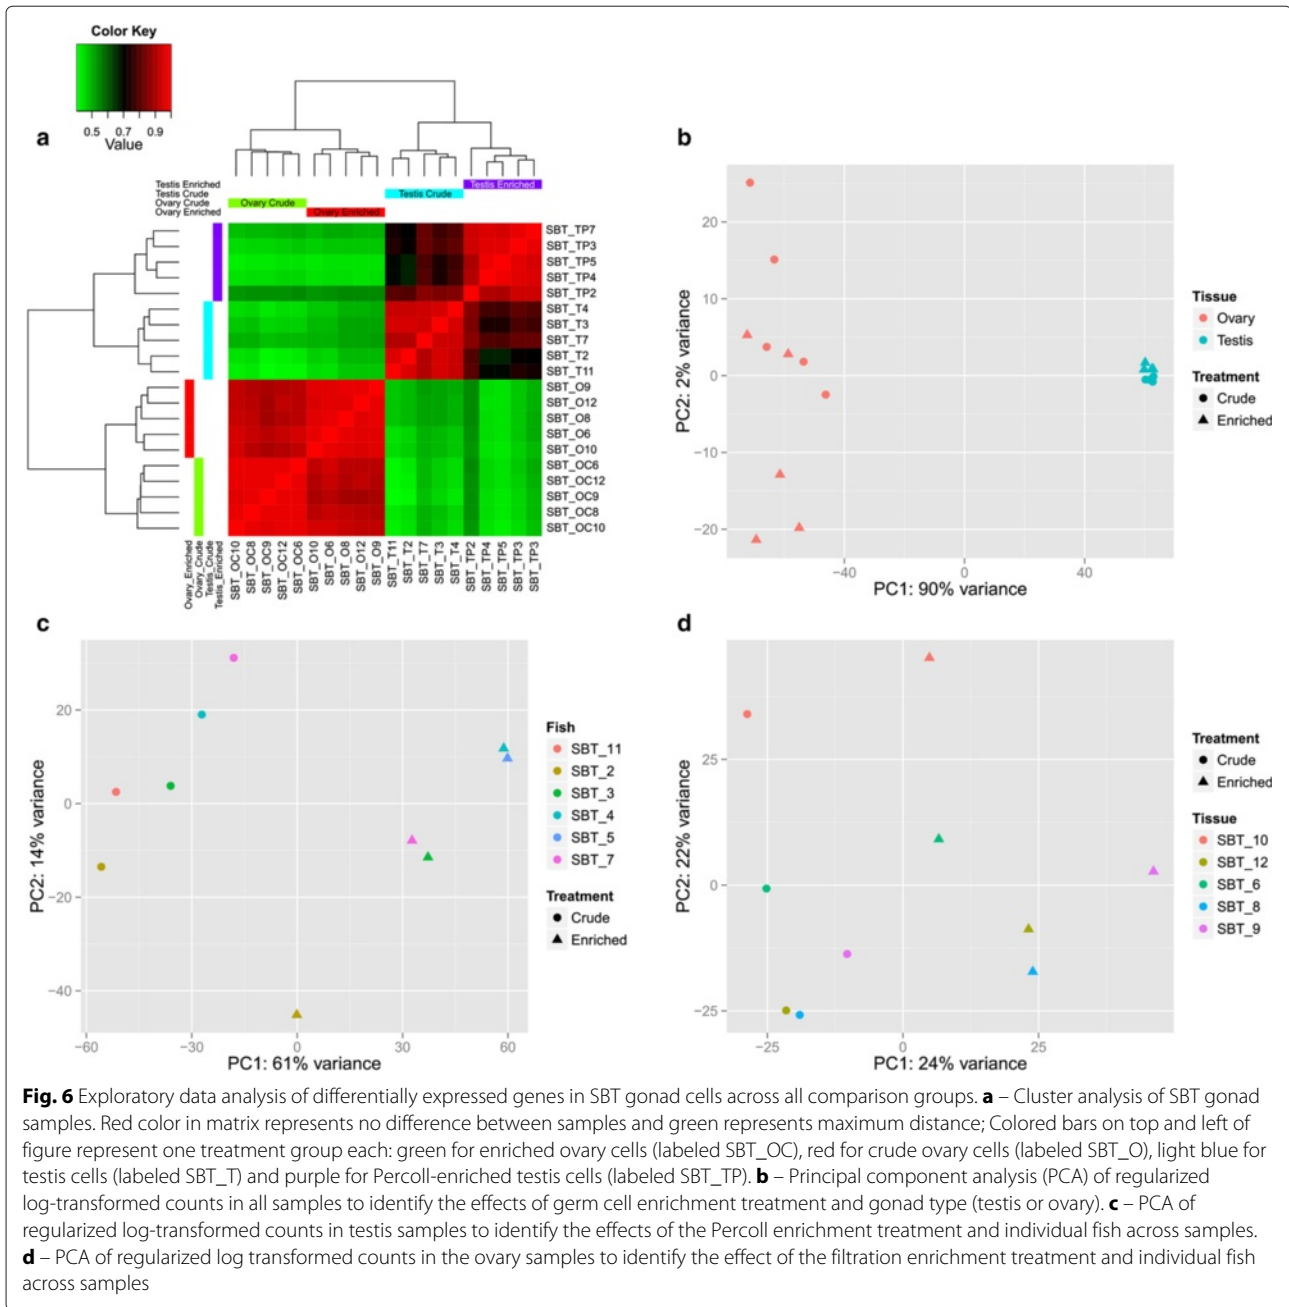 Color Key
0.5 0.7 0.9
Value
a
Testis Enriched
Testis Crude
Ovary Crude
Ovary Enriched
Testis Enriched
Testis Crude
Ovary Crude
Ovary Enriched
SBT_TP7
SBT_TP3
SBT_TP5
SBT_TP4
SBT_TP2
SBT_T4
SBT_T3
SBT_T7
SBT_T2
SBT_T11
SBT_O9
SBT_O12
SBT_O8
SBT_O6
SBT_O10
SBT_OC6
SBT_OC12
SBT_OC9
SBT_OC8
SBT_OC10
Ovary_Enriched
Ovary_Crude
Testis_Crude
Testis_Enriched
SBT_OC10
SBT_OC8
SBT_OC9
SBT_OC12
SBT_OC6
SBT_O10
SBT_O6
SBT_O8
SBT_O12
SBT_O9
SBT_T11
SBT_T2
SBT_T7
SBT_T3
SBT_T4
SBT_TP2
SBT_TP4
SBT_TP5
SBT_TP3
SBT_TP3
b
PC2: 2% variance
20
10
0
−10
−20
−40 0 40
PC1: 90% variance
Tissue
Ovary
Testis
Treatment
Crude
Enriched
c
PC2: 14% variance
20
0
−20
−40
−60 −30 0 30 60
PC1: 61% variance
Fish
SBT_11
SBT_2
SBT_3
SBT_4
SBT_5
SBT_7
Treatment
Crude
Enriched
d
PC2: 22% variance
25
0
−25
−25 0 25
PC1: 24% variance
Treatment
Crude
Enriched
Tissue
SBT_10
SBT_12
SBT_6
SBT_8
SBT_9
Fig. 6 Exploratory data analysis of differentially expressed genes in SBT gonad cells across all comparison groups. a – Cluster analysis of SBT gonad
samples. Red color in matrix represents no difference between samples and green represents maximum distance; Colored bars on top and left of
figure represent one treatment group each: green for enriched ovary cells (labeled SBT_OC), red for crude ovary cells (labeled SBT_O), light blue for
testis cells (labeled SBT_T) and purple for Percoll-enriched testis cells (labeled SBT_TP). b – Principal component analysis (PCA) of regularized
log-transformed counts in all samples to identify the effects of germ cell enrichment treatment and gonad type (testis or ovary). c – PCA of
regularized log-transformed counts in testis samples to identify the effects of the Percoll enrichment treatment and individual fish across samples.
d – PCA of regularized log transformed counts in the ovary samples to identify the effect of the filtration enrichment treatment and individual fish
across samples